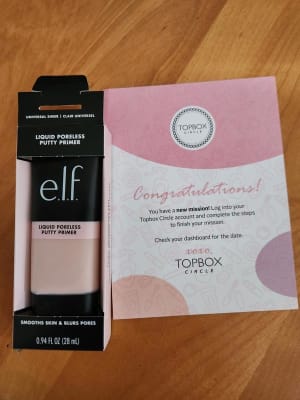 UNIVERSAL SHEER | CLAIR UNIVERSEL
LIQUID PORELESS
PUTTY PRIMER
e.l.f.
LIQUID PORELESS
PUTTY PRIMER
SMOOTHS SKIN & BLURS PORES
0.94 FL OZ (28 mL)
TOPBOX
CIRCLE
Congratulations!
You have a new mission! Log into your
Topbox Circle account and complete the steps
to finish your mission.
Check your dashboard for the date.
xoxo,
TOPBOX
CIRCLE